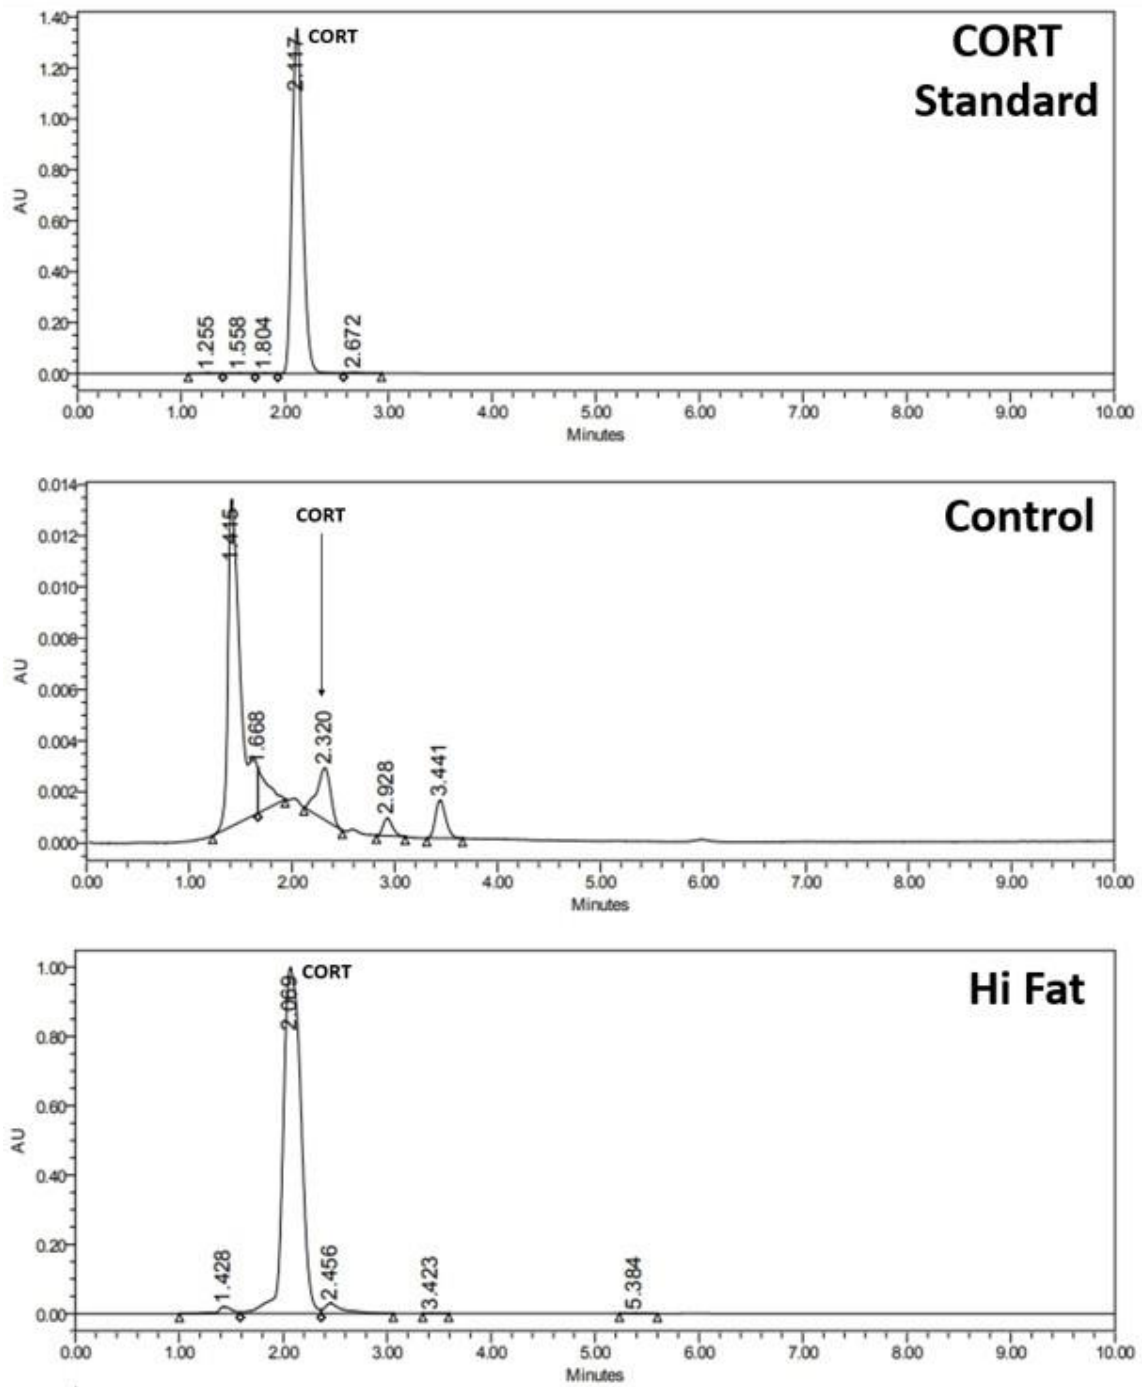 CORT
Standard
CORT
2.117
1.40
1.20
1.00
0.80
0.60
0.40
0.20
0.00
AU
1.255
1.558
1.804
2.672
0.00 1.00 2.00 3.00 4.00 5.00 6.00 7.00 8.00 9.00 10.00
Minutes
Control
CORT
0.014
0.012
0.010
0.008
0.006
0.004
0.002
0.000
AU
1.415
1.668
2.320
2.928
3.441
0.00 1.00 2.00 3.00 4.00 5.00 6.00 7.00 8.00 9.00 10.00
Minutes
Hi Fat
CORT
2.069
1.00
0.80
0.60
0.40
0.20
0.00
AU
1.428
2.456
3.423
5.384
0.00 1.00 2.00 3.00 4.00 5.00 6.00 7.00 8.00 9.00 10.00
Minutes